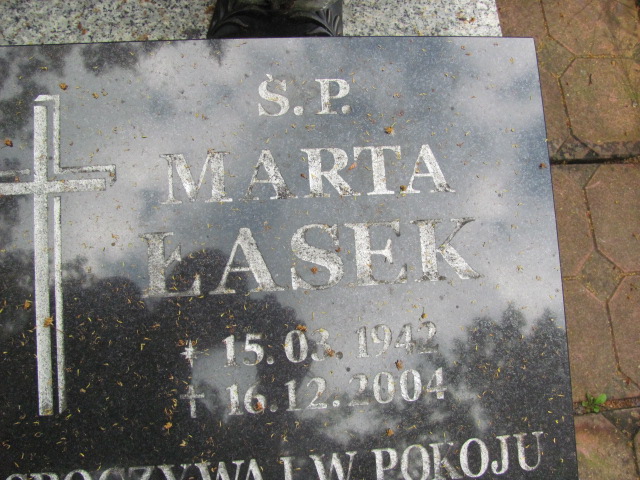 Ś. P.
MARTA
ŁASEK
* 15. 03. 1942
† 16. 12. 2004
W POKOJU